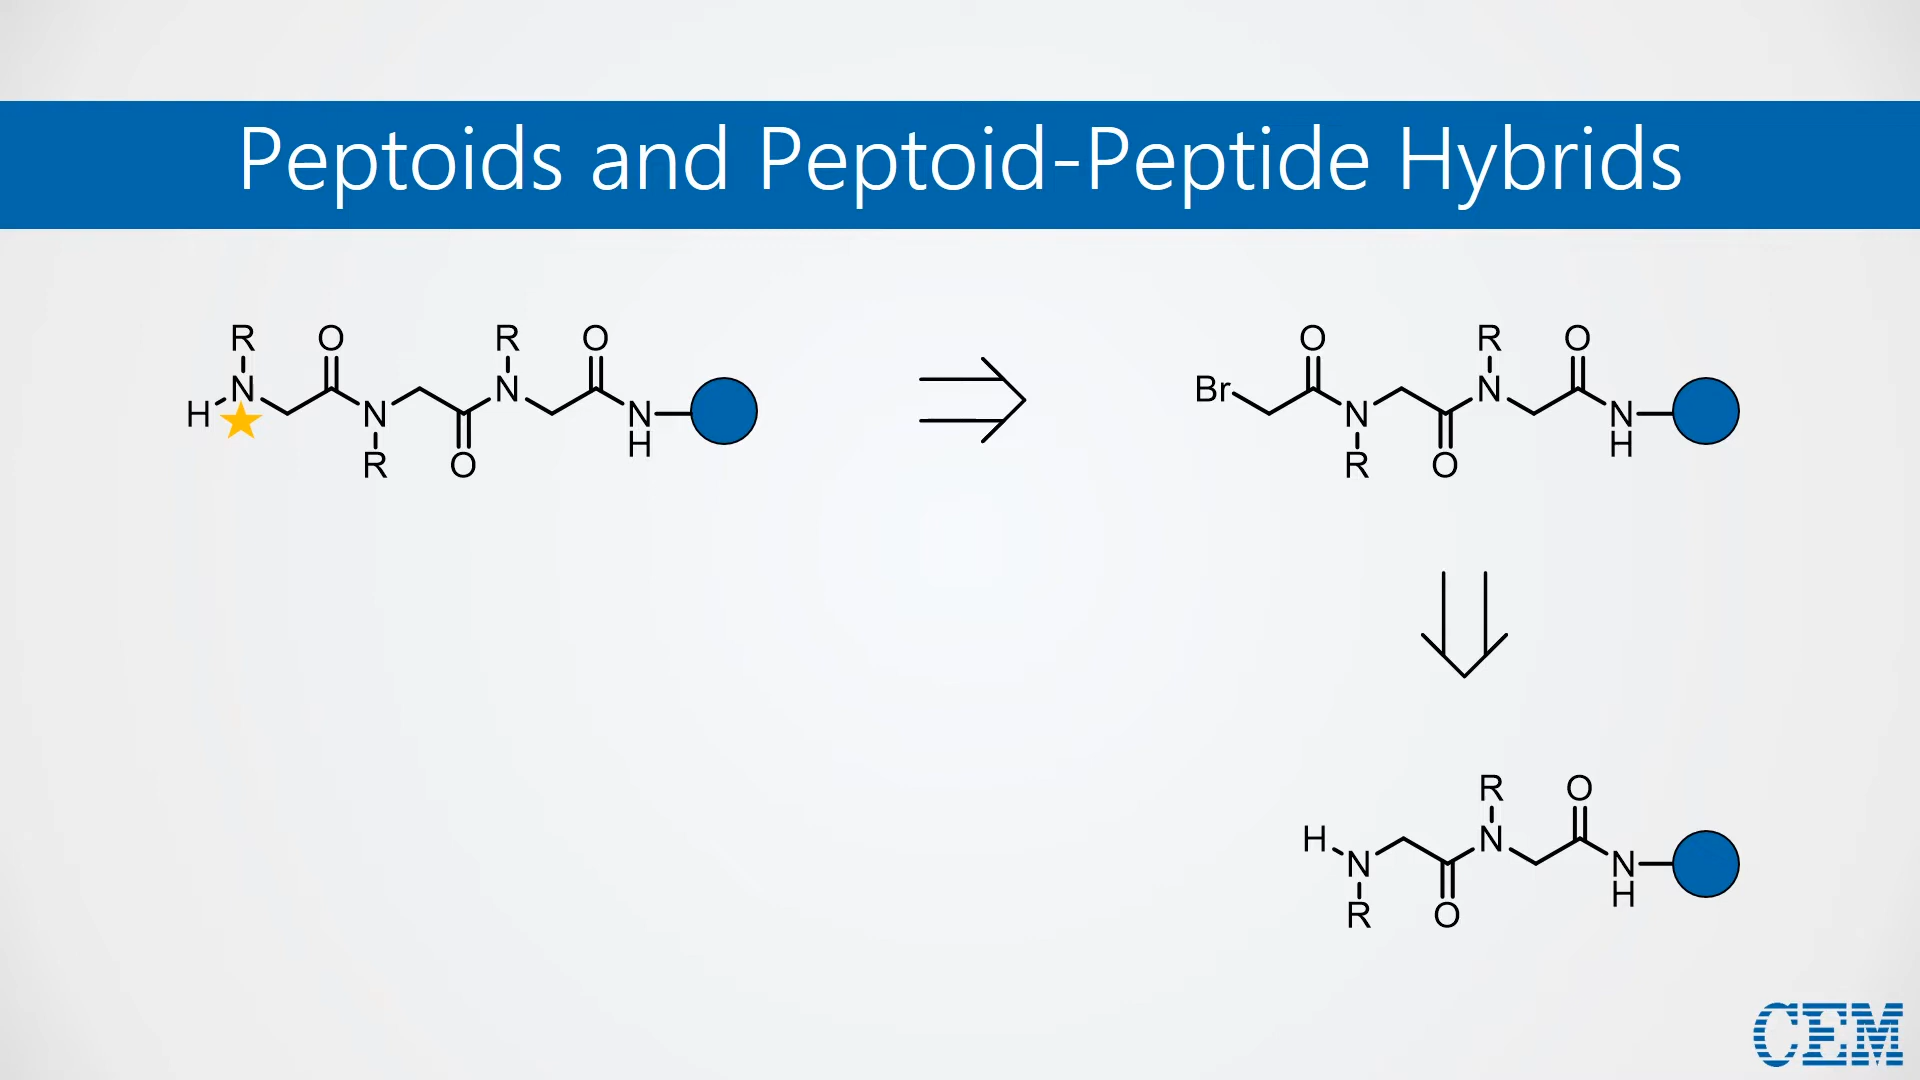 Peptoids and Peptoid-Peptide Hybrids
R O R O
H N N N N H
R O
O R O
Br N N N H
R O
R O
H N N N H
R O
CEM